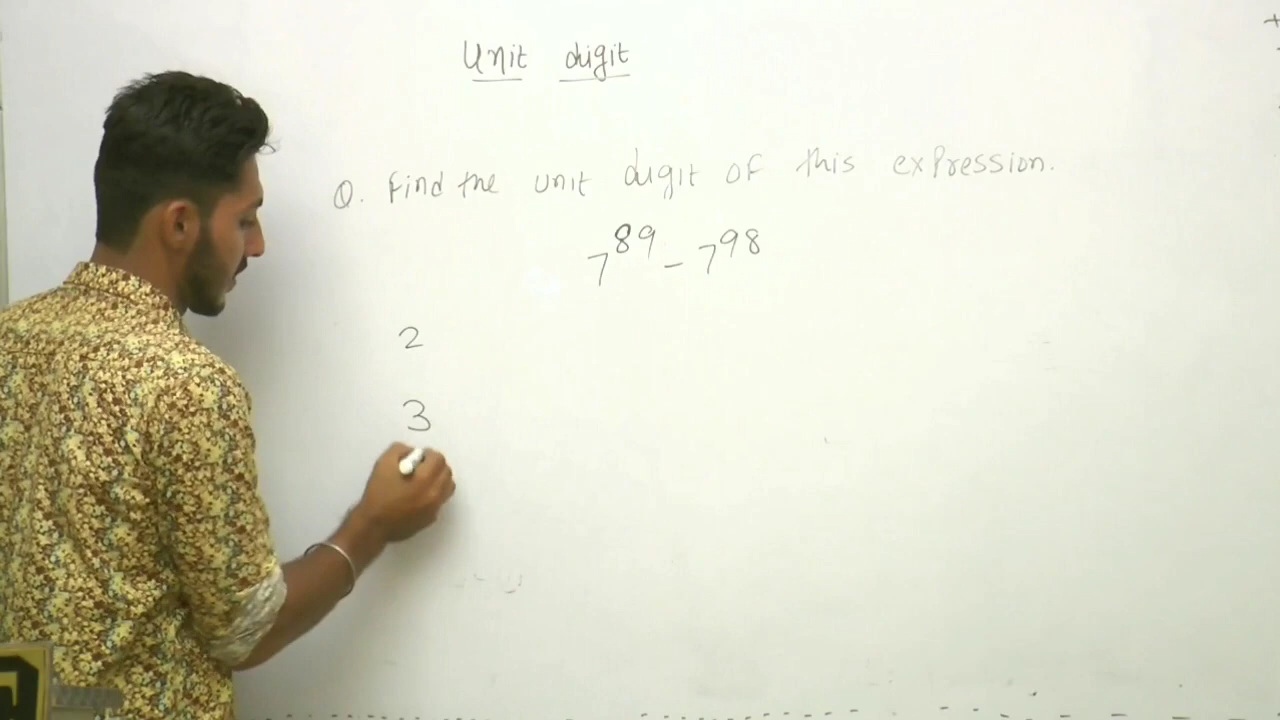 Unit digit
Q. Find the unit digit of this expression.
7^89 - 7^98
2
3